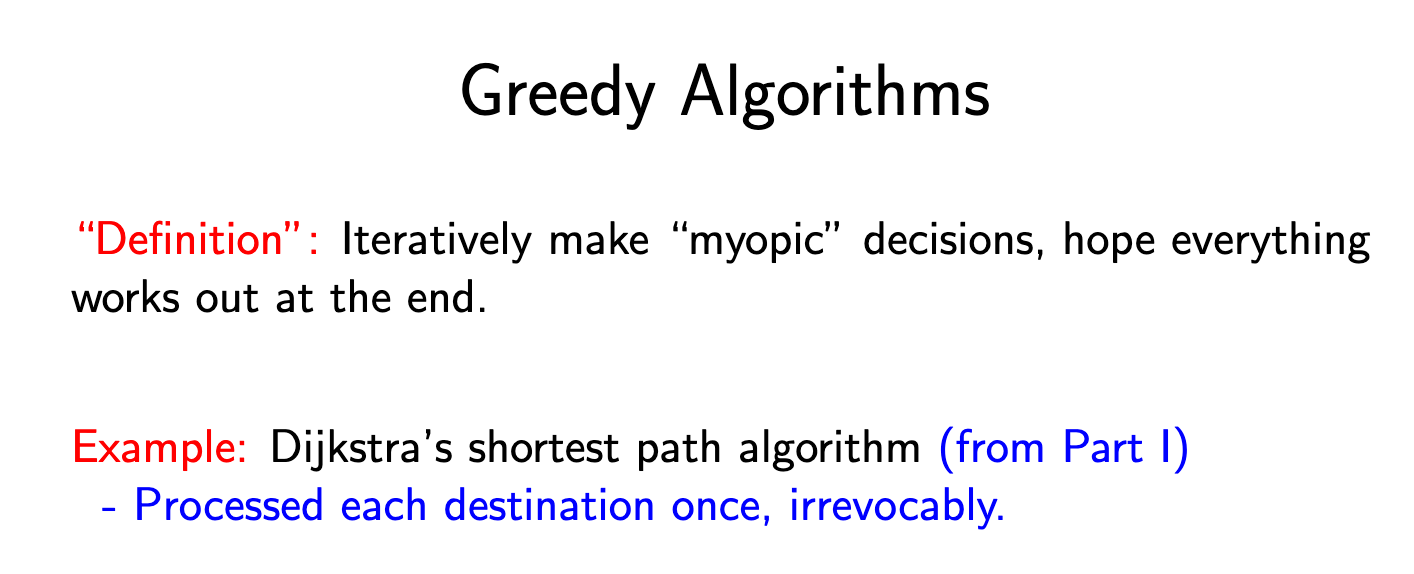 Greedy Algorithms
“Definition”: Iteratively make “myopic” decisions, hope everything
works out at the end.
Example: Dijkstra’s shortest path algorithm (from Part I)
- Processed each destination once, irrevocably.